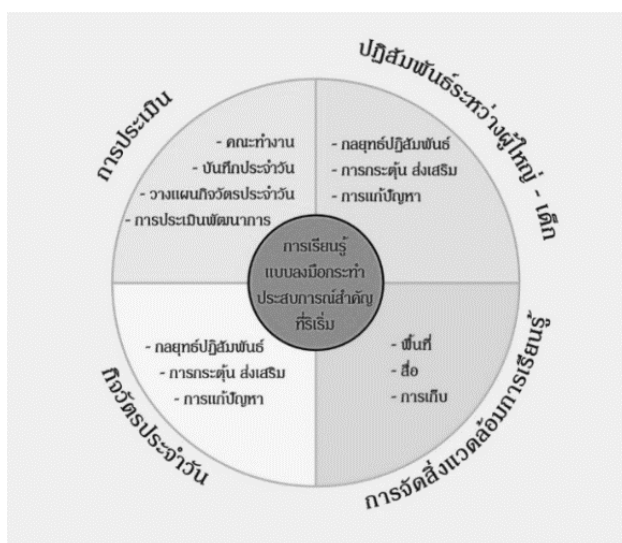 การประเมิน
- คณะทำงาน
- บันทึกประจำวัน
- วางแผนกิจวัตรประจำวัน
- การประเมินพัฒนาการ
ปฏิสัมพันธ์ระหว่างผู้ใหญ่ - เด็ก
- กลยุทธ์ปฏิสัมพันธ์
- การกระตุ้น ส่งเสริม
- การแก้ปัญหา
การเรียนรู้
แบบลงมือกระทำ
ประสบการณ์สำคัญ
ที่ริเริ่ม
กิจวัตรประจำวัน
- กลยุทธ์ปฏิสัมพันธ์
- การกระตุ้น ส่งเสริม
- การแก้ปัญหา
การจัดสิ่งแวดล้อมการเรียนรู้
- พื้นที่
- สื่อ
- การเก็บ